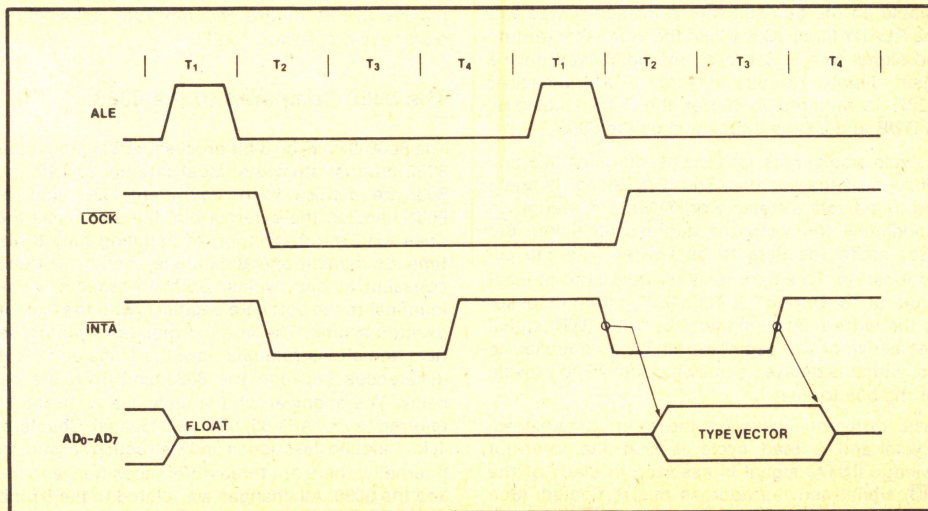 T1 T2 T3 T4 T1 T2 T3 T4
ALE
LOCK
INTA
FLOAT
AD0-AD7
TYPE VECTOR